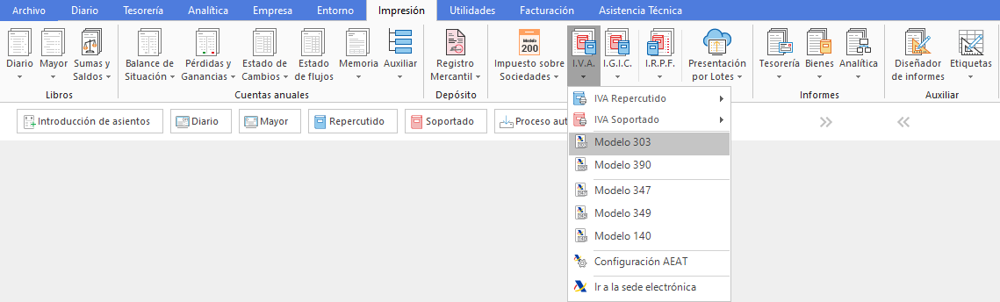 Archivo Diario Tesorería Analítica Empresa Entorno Impresión Utilidades Facturación Asistencia Técnica
Diario
Mayor
Sumas y
Saldos
Libros
Balance de
Situación
Pérdidas y
Ganancias
Estado de
Cambios
Estado
de flujos
Memoria
Auxiliar
Cuentas anuales
Registro
Mercantil
Depósito
Modelo
200
Impuesto sobre
Sociedades
I.V.A.
I.G.I.C.
I.R.P.F.
Presentación
por Lotes
Tesorería
Bienes
Analítica
Informes
Diseñador
de informes
Etiquetas
Auxiliar
Introducción de asientos
Diario
Mayor
Repercutido
Soportado
Proceso aut
IVA Repercutido
IVA Soportado
Modelo 303
Modelo 390
Modelo 347
Modelo 349
Modelo 140
Configuración AEAT
Ir a la sede electrónica